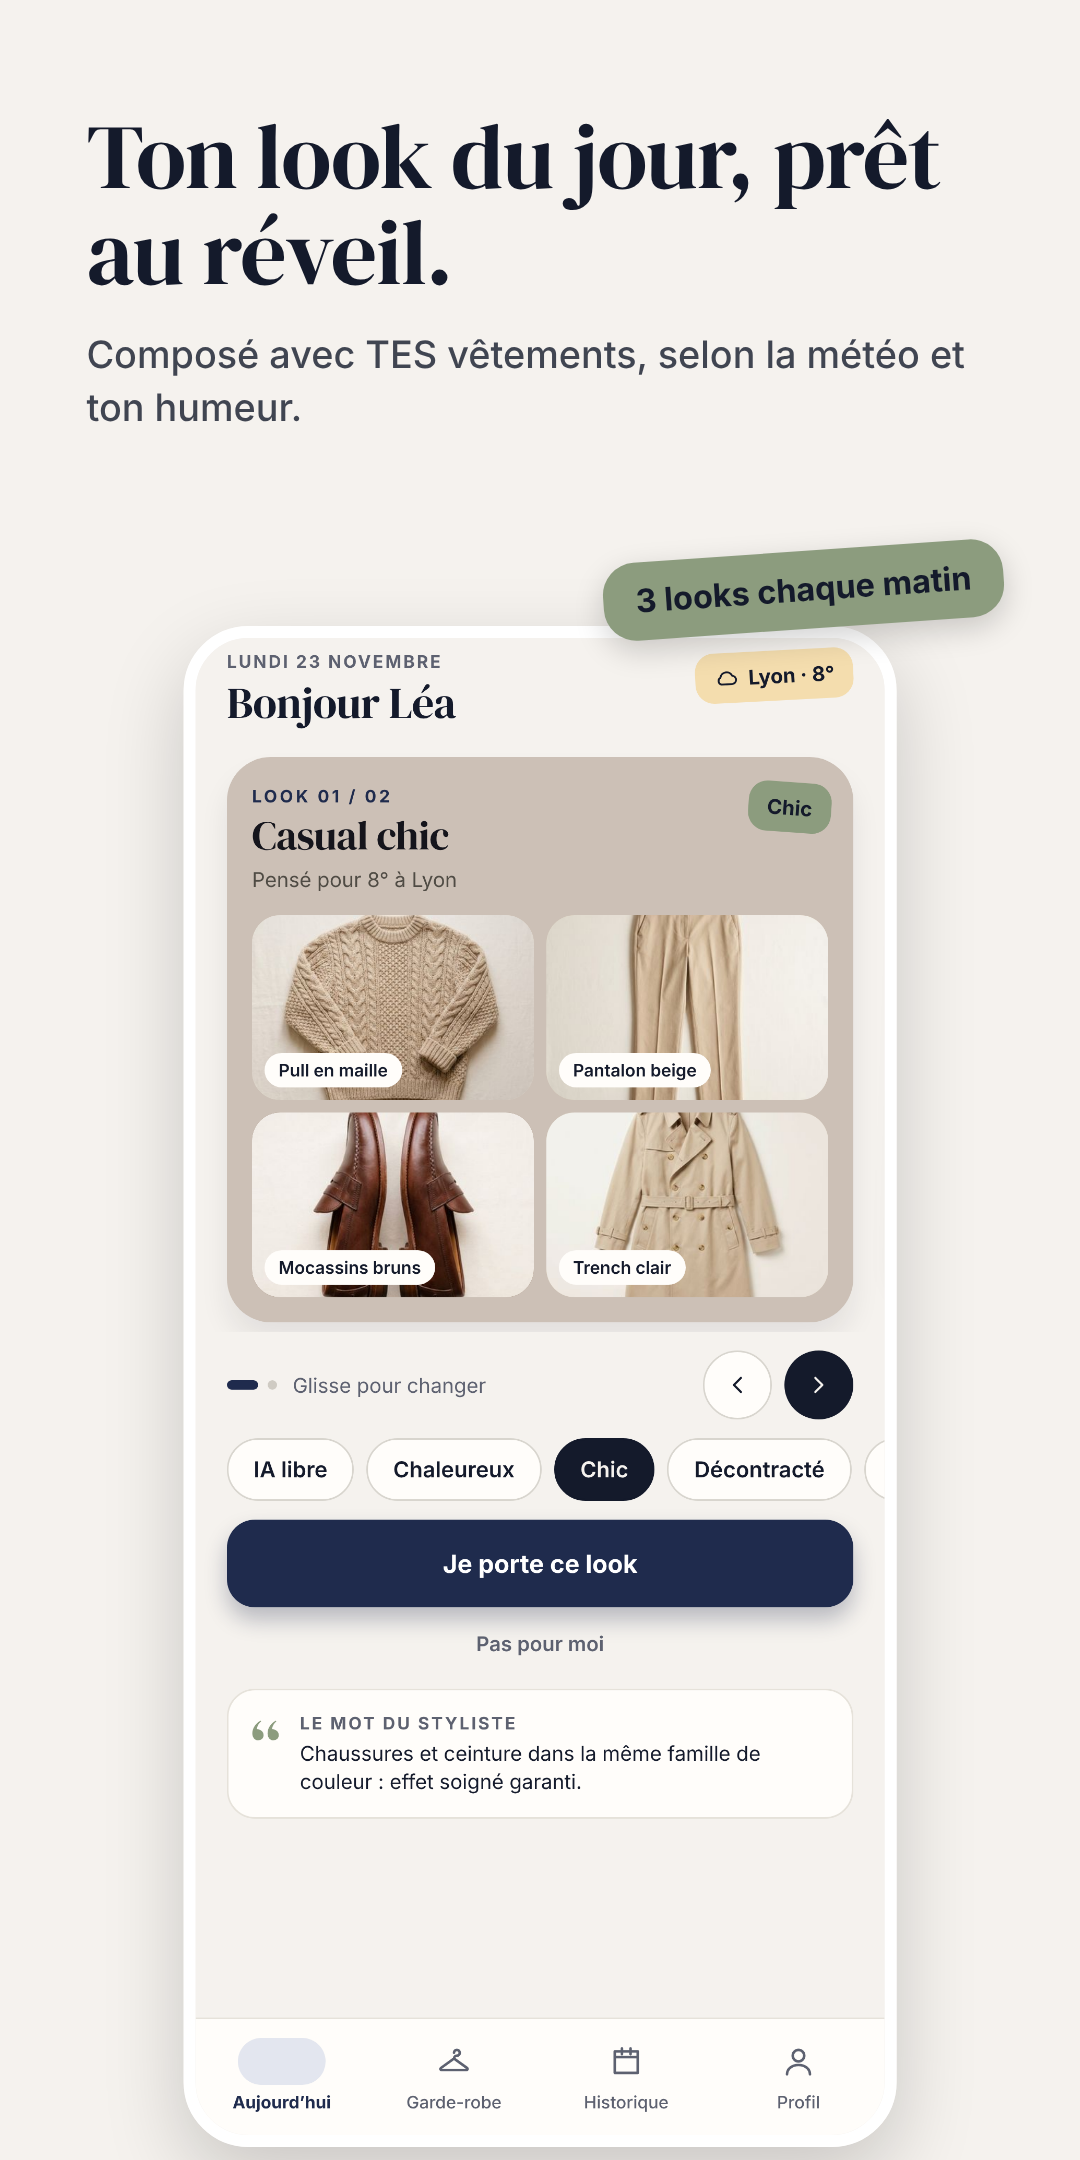 Ton look du jour, prêt
au réveil.
Composé avec TES vêtements, selon la météo et
ton humeur.
3 looks chaque matin
LUNDI 23 NOVEMBRE
Bonjour Léa
Lyon · 8°
LOOK 01 / 02
Casual chic
Pensé pour 8° à Lyon
Chic
Pull en maille
Pantalon beige
Mocassins bruns
Trench clair
Glisse pour changer
IA libre
Chaleureux
Chic
Décontracté
Je porte ce look
Pas pour moi
LE MOT DU STYLISTE
Chaussures et ceinture dans la même famille de
couleur : effet soigné garanti.
Aujourd’hui
Garde-robe
Historique
Profil